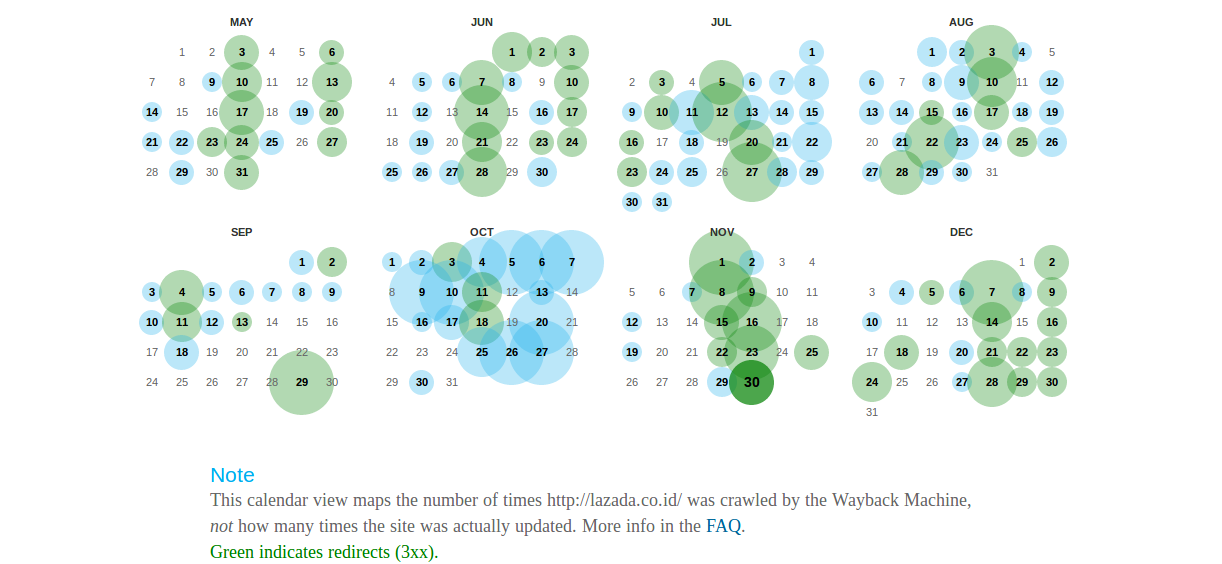 MAY JUN JUL AUG
1 2 3 4 5 6 1 2 3 1 1 2 3 4 5
7 8 9 10 11 12 13 4 5 6 7 8 9 10 2 3 4 5 6 7 8 6 7 8 9 10 11 12
14 15 16 17 18 19 20 11 12 13 14 15 16 17 9 10 11 12 13 14 15 13 14 15 16 17 18 19
21 22 23 24 25 26 27 18 19 20 21 22 23 24 16 17 18 19 20 21 22 20 21 22 23 24 25 26
28 29 30 31 25 26 27 28 29 30 23 24 25 26 27 28 29 27 28 29 30 31
30 31
SEP OCT NOV DEC
1 2 1 2 3 4 5 6 7 1 2 3 4 1 2
3 4 5 6 7 8 9 8 9 10 11 12 13 14 5 6 7 8 9 10 11 3 4 5 6 7 8 9
10 11 12 13 14 15 16 15 16 17 18 19 20 21 12 13 14 15 16 17 18 10 11 12 13 14 15 16
17 18 19 20 21 22 23 22 23 24 25 26 27 28 19 20 21 22 23 24 25 17 18 19 20 21 22 23
24 25 26 27 28 29 30 29 30 31 26 27 28 29 30 24 25 26 27 28 29 30
31
Note
This calendar view maps the number of times http://lazada.co.id/ was crawled by the Wayback Machine,
not how many times the site was actually updated. More info in the FAQ.
Green indicates redirects (3xx).